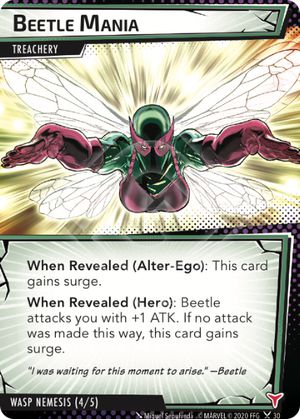 BEETLE MANIA
TREACHERY
When Revealed (Alter-Ego): This card
gains surge.
When Revealed (Hero): Beetle
attacks you with +1 ATK. If no attack
was made this way, this card gains
surge.
"I was waiting for this moment to arise." —Beetle
WASP NEMESIS (4/5)
Miguel Sepulveda © MARVEL © 2020 FFG 30